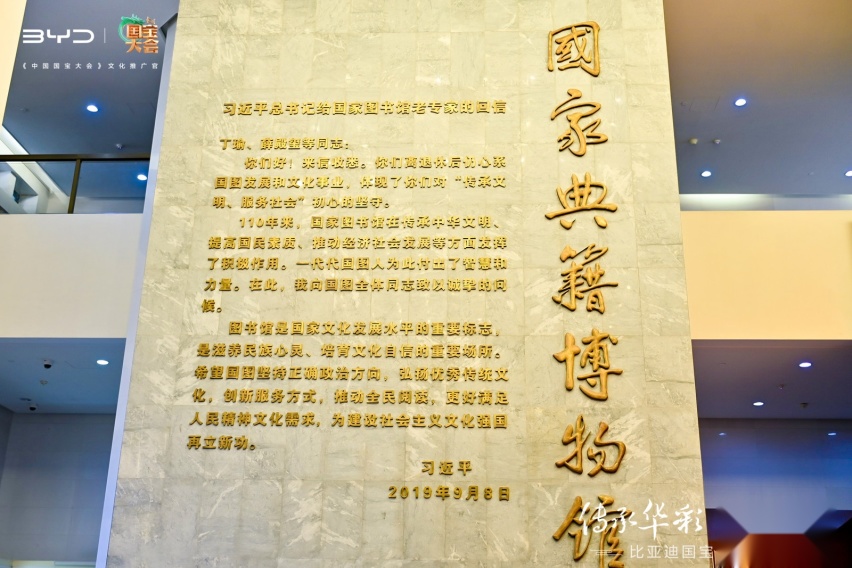 BYD
国宝大会
《中国国宝大会》文化推广官
國家典籍博物館
习近平总书记给国家图书馆老专家的回信
丁瑜、薛殿玺等同志：
你们好！来信收悉。你们离退休后仍心系
国图发展和文化事业，体现了你们对“传承文
明、服务社会”初心的坚守。
110年来，国家图书馆在传承中华文明、
提高国民素质、推动经济社会发展等方面发挥
了积极作用。一代代国图人为此付出了智慧和
力量。在此，我向国图全体同志致以诚挚的问
候。
图书馆是国家文化发展水平的重要标志，
是滋养民族心灵、培育文化自信的重要场所。
希望国图坚持正确政治方向，弘扬优秀传统文
化，创新服务方式，推动全民阅读，更好满足
人民精神文化需求，为建设社会主义文化强国
再立新功。
习近平
2019年9月8日
传承华彩
比亚迪国宝